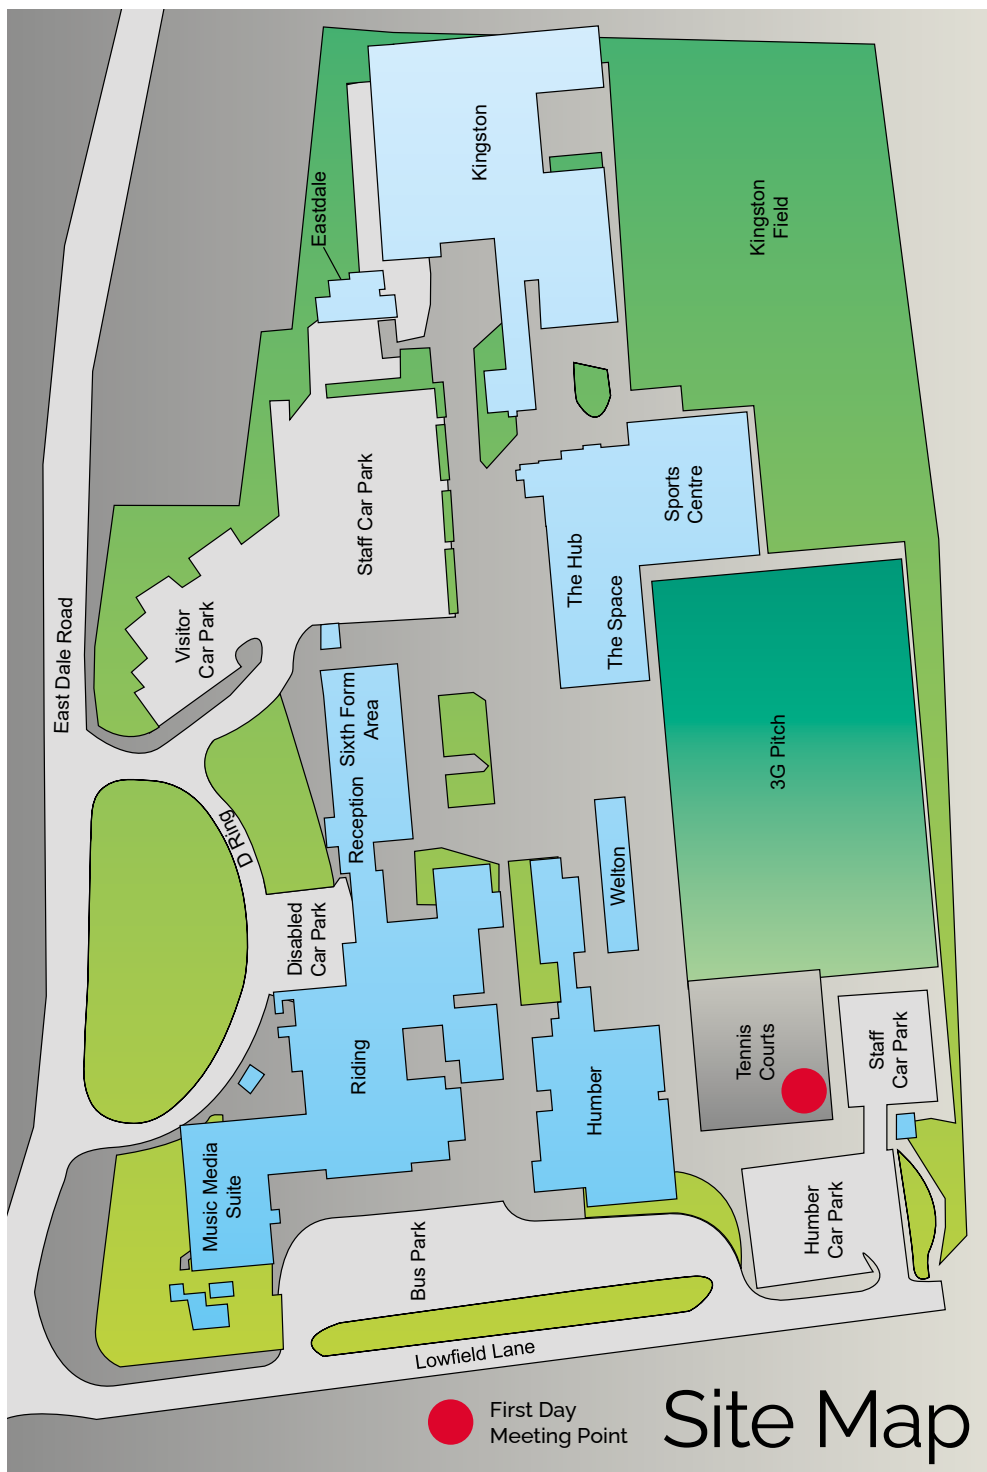 Kingston
Eastdale
Kingston
Field
Staff Car Park
Sports
Centre
The Hub
The Space
Visitor
Car Park
East Dale Road
Sixth Form
Area
Reception
3G Pitch
D Ring
Welton
Disabled
Car Park
Riding
Humber
Tennis
Courts
Staff
Car Park
Music Media
Suite
Bus Park
Humber
Car Park
Lowfield Lane
First Day
Meeting Point
Site Map